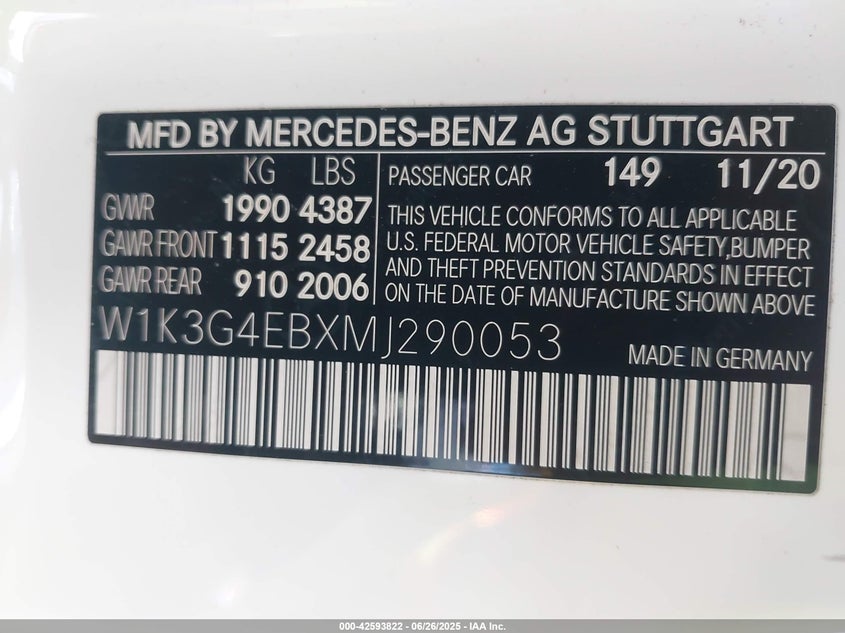 MFD BY MERCEDES-BENZ AG STUTTGART
KG LBS
GVWR 1990 4387
GAWR FRONT 1115 2458
GAWR REAR 910 2006
PASSENGER CAR 149 11/20
THIS VEHICLE CONFORMS TO ALL APPLICABLE
U.S. FEDERAL MOTOR VEHICLE SAFETY,BUMPER
AND THEFT PREVENTION STANDARDS IN EFFECT
ON THE DATE OF MANUFACTURE SHOWN ABOVE
W1K3G4EBXMJ290053
MADE IN GERMANY
000-42593822 - 06/26/2025 - IAA Inc.